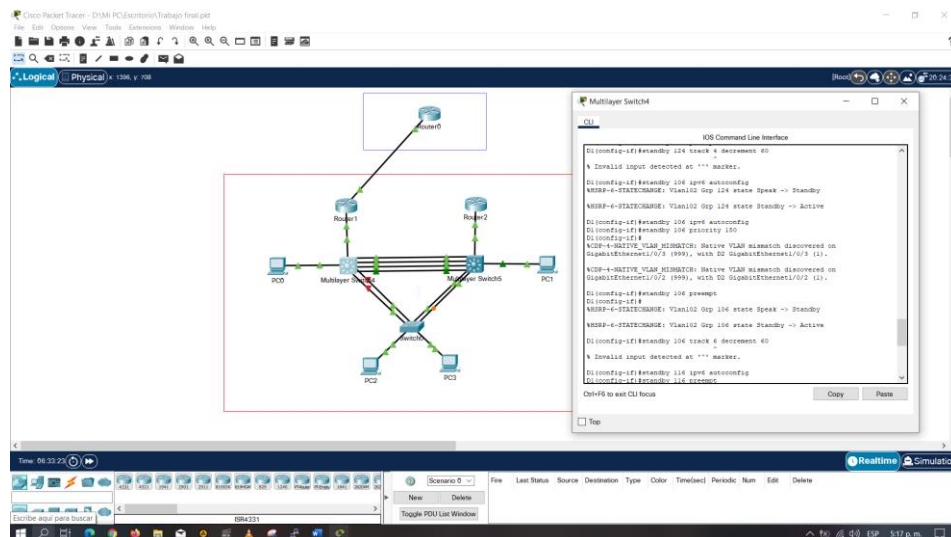 Cisco Packet Tracer - D:\Mi PC\Escritorio\Trabajo final.pkt
File Edit Options View Tools Extensions Window Help
Logical Physical x: 1396, y: 708
[Root]
Router0
Router1
Router2
PC0
Multilayer
Multilayer Switch5
PC1
PC2
PC3
Multilayer Switch4
CLI
IOS Command Line Interface
D1(config-if)#standby 124 track 6 decrement 60
^
% Invalid input detected at '^' marker.
D1(config-if)#standby 106 ipv6 autoconfig
%HSRP-6-STATECHANGE: Vlan102 Grp 124 state Speak -> Standby
%HSRP-6-STATECHANGE: Vlan102 Grp 124 state Standby -> Active
D1(config-if)#standby 106 ipv6 autoconfig
D1(config-if)#standby 106 priority 150
D1(config-if)#
%CDP-4-NATIVE_VLAN_MISMATCH: Native VLAN mismatch discovered on
GigabitEthernet1/0/3 (999), with D2 GigabitEthernet1/0/3 (1).
%CDP-4-NATIVE_VLAN_MISMATCH: Native VLAN mismatch discovered on
GigabitEthernet1/0/2 (999), with D2 GigabitEthernet1/0/2 (1).
D1(config-if)#standby 106 preempt
D1(config-if)#
%HSRP-6-STATECHANGE: Vlan102 Grp 106 state Speak -> Standby
%HSRP-6-STATECHANGE: Vlan102 Grp 106 state Standby -> Active
D1(config-if)#standby 106 track 6 decrement 60
^
% Invalid input detected at '^' marker.
D1(config-if)#standby 116 ipv6 autoconfig
D1(config-if)#standby 116 preempt
Ctrl+F6 to exit CLI focus
Copy
Paste
Top
Time: 06:33:23
Realtime
Simulatio
Scenario 0
New
Delete
Toggle PDU List Window
Fire Last Status Source Destination Type Color Time(sec) Periodic Num Edit Delete
Escribe aquí para buscar
ISR4331
ESP 5:17 p. m.